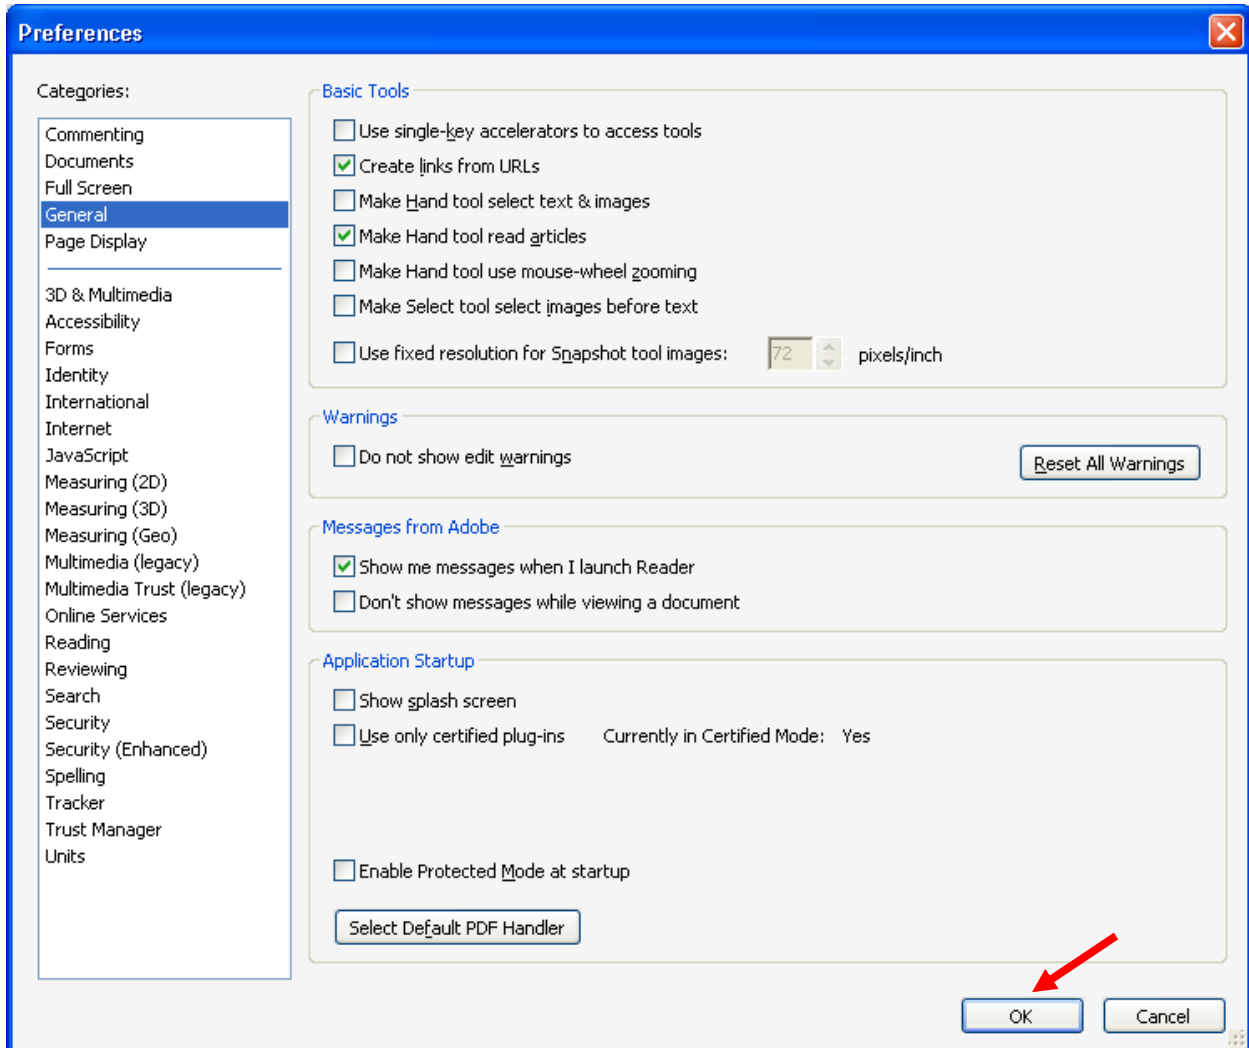 Preferences
Categories:
Commenting
Documents
Full Screen
General
Page Display
3D & Multimedia
Accessibility
Forms
Identity
International
Internet
JavaScript
Measuring (2D)
Measuring (3D)
Measuring (Geo)
Multimedia (legacy)
Multimedia Trust (legacy)
Online Services
Reading
Reviewing
Search
Security
Security (Enhanced)
Spelling
Tracker
Trust Manager
Units
Basic Tools
Use single-key accelerators to access tools
Create links from URLs
Make Hand tool select text & images
Make Hand tool read articles
Make Hand tool use mouse-wheel zooming
Make Select tool select images before text
Use fixed resolution for Snapshot tool images: 72 pixels/inch
Warnings
Do not show edit warnings
Reset All Warnings
Messages from Adobe
Show me messages when I launch Reader
Don't show messages while viewing a document
Application Startup
Show splash screen
Use only certified plug-ins Currently in Certified Mode: Yes
Enable Protected Mode at startup
Select Default PDF Handler
OK Cancel